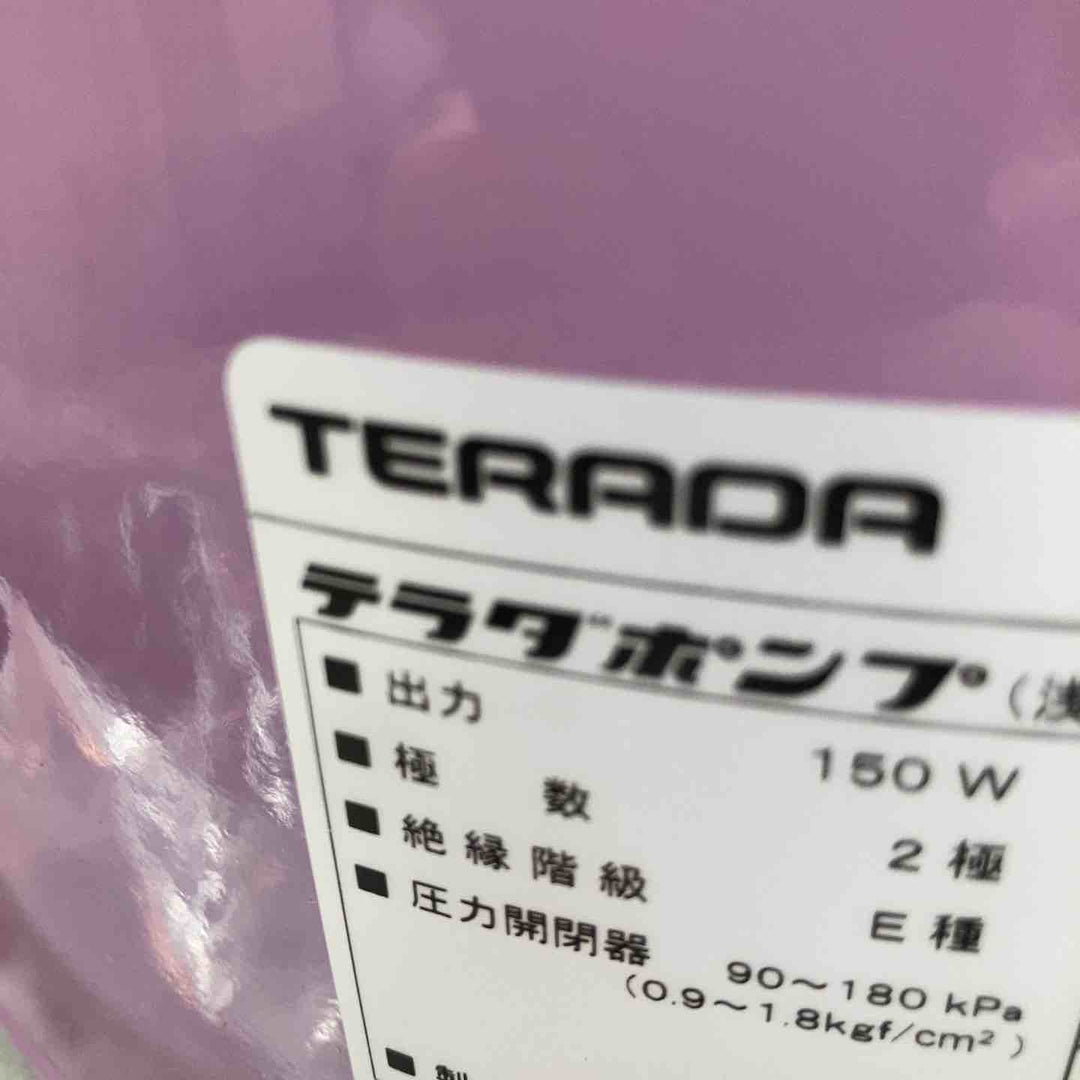 TERADA
テラダポンプ(浅
■ 出力 150 W
■ 極 数 2 極
■ 絶縁階級 E 種
■ 圧力開閉器 90～180 kPa
(0.9～1.8kgf/cm²)
■ 製